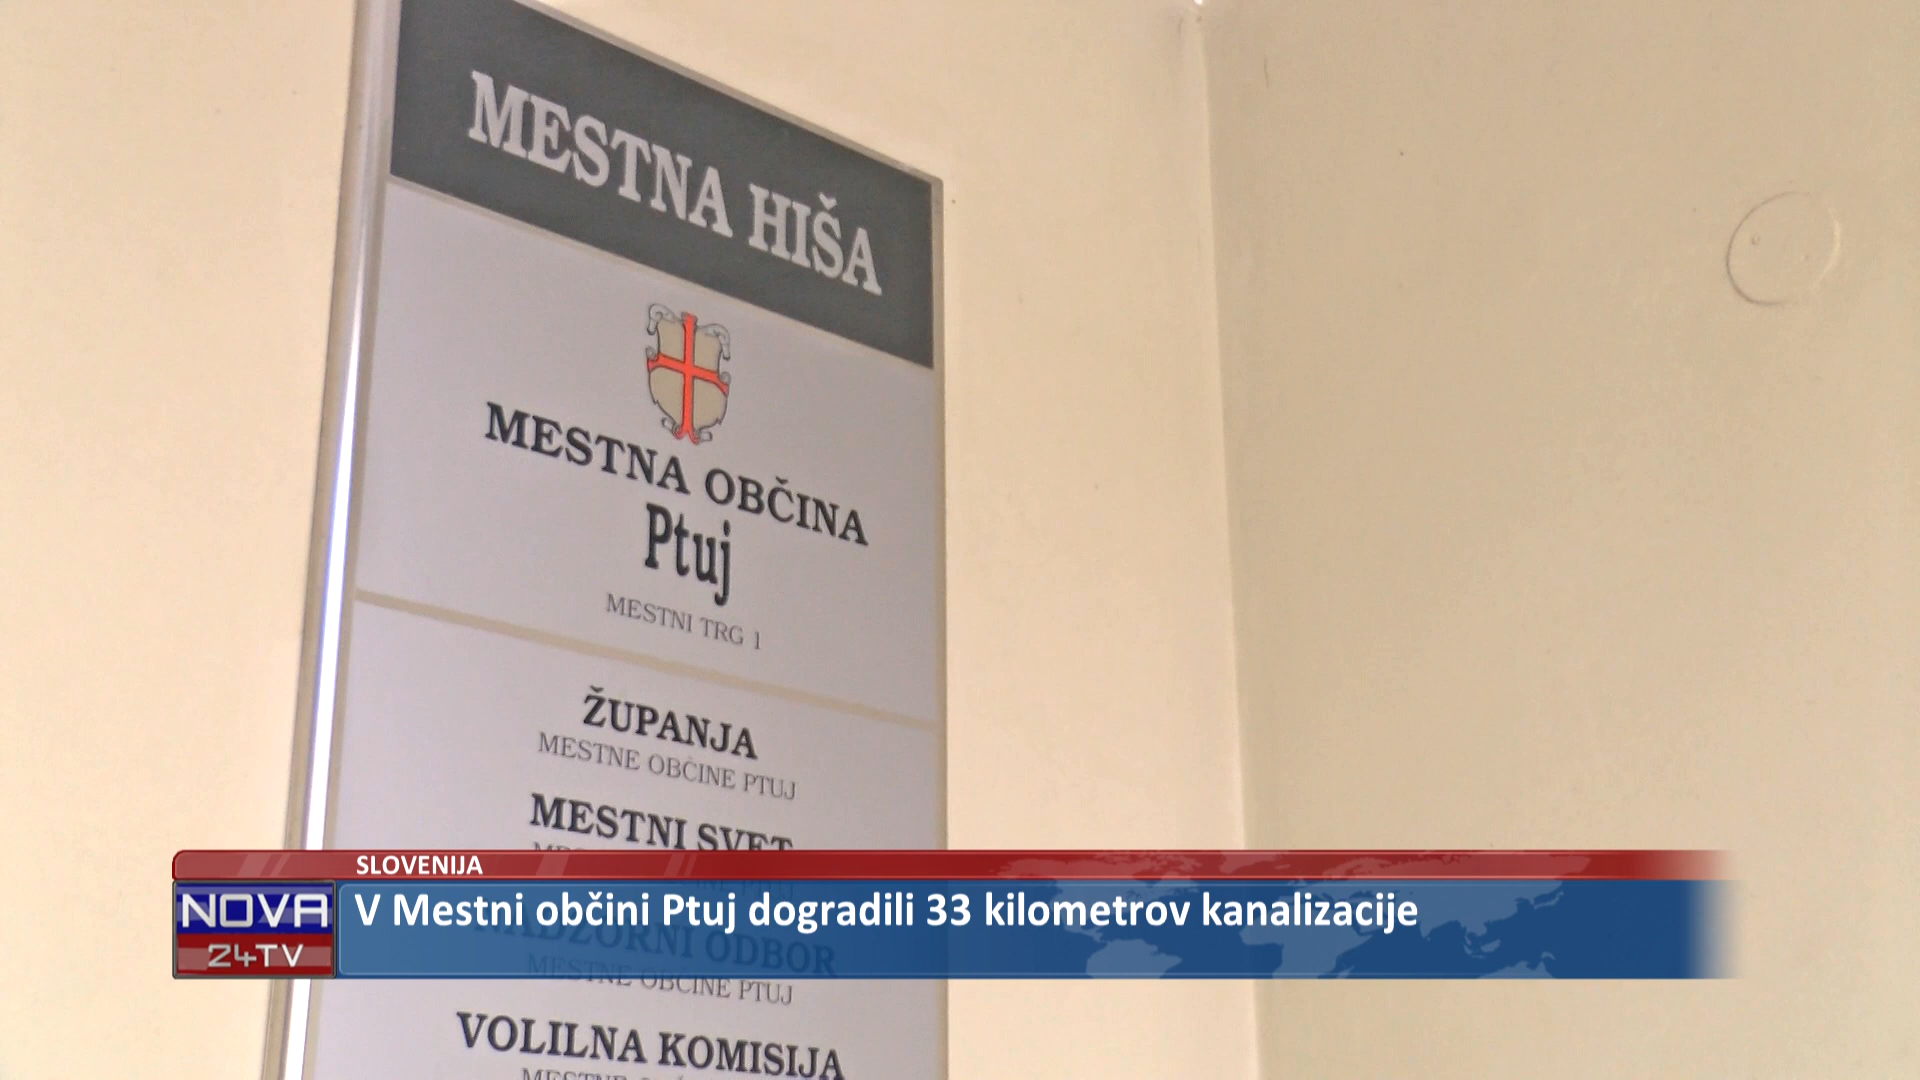 MESTNA HIŠA
MESTNA OBČINA
Ptuj
MESTNI TRG 1
ŽUPANJA
MESTNE OBČINE PTUJ
MESTNI SVET
SLOVENIJA
NOVA
24TV
V Mestni občini Ptuj dogradili 33 kilometrov kanalizacije
NADZORNI ODBOR
MESTNE OBČINE PTUJ
VOLILNA KOMISIJA